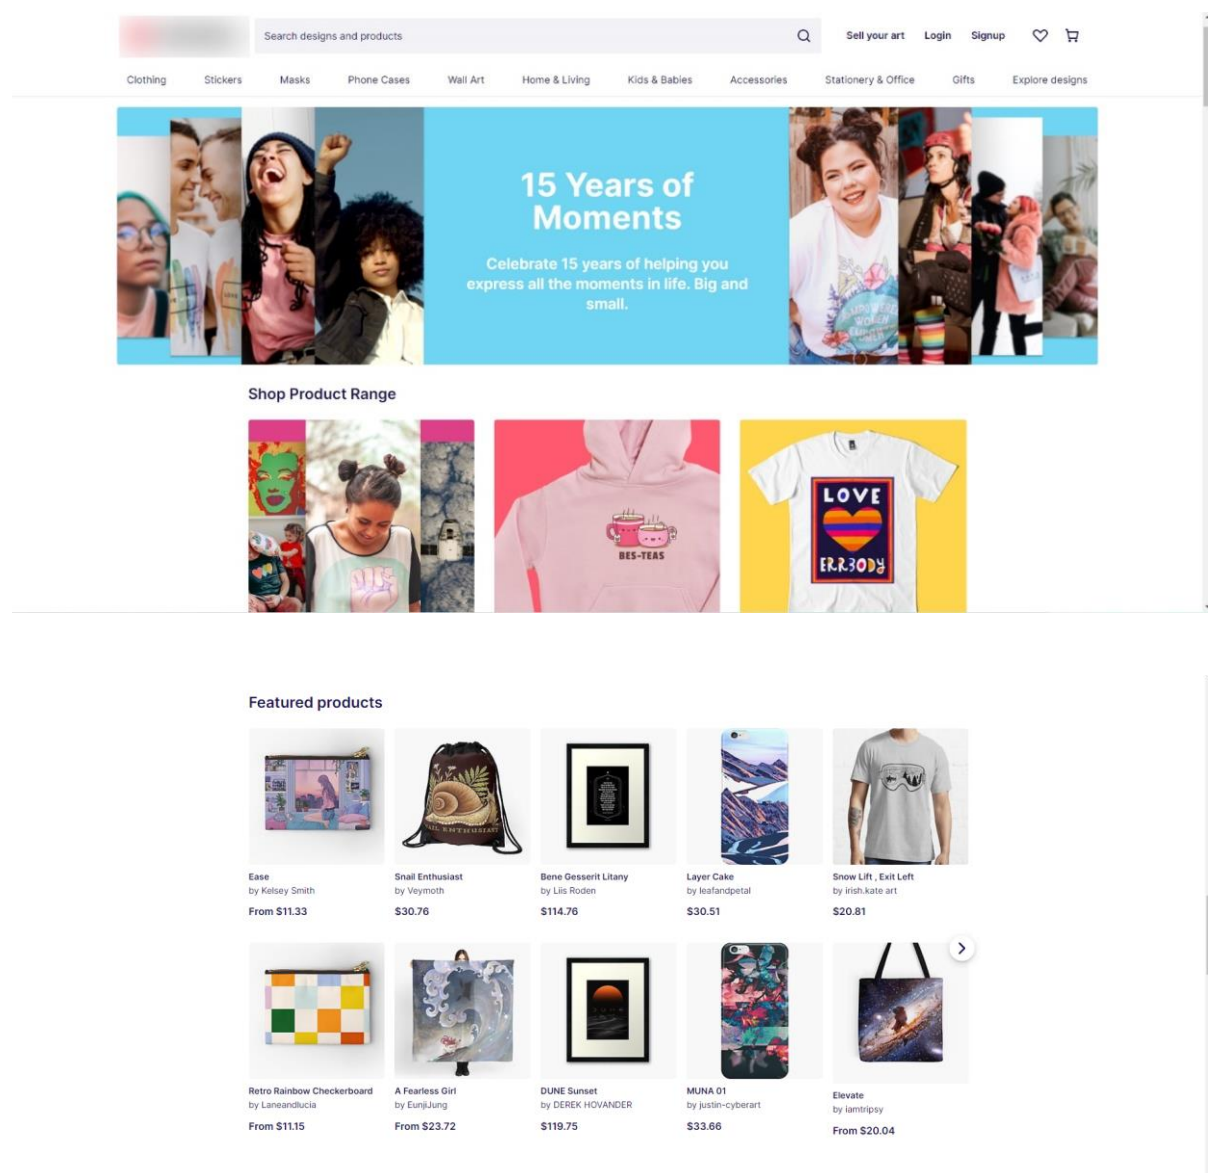 Search designs and products
Sell your art
Login
Signup
Clothing
Stickers
Masks
Phone Cases
Wall Art
Home & Living
Kids & Babies
Accessories
Stationery & Office
Gifts
Explore designs
15 Years of
Moments
Celebrate 15 years of helping you
express all the moments in life. Big and
small.
EMPOWERED
WOMEN
EMPOWER
Shop Product Range
BES-TEAS
LOVE
ERR3ODY
Featured products
SNAIL ENTHUSIAST
Ease
by Kelsey Smith
From $11.33
Snail Enthusiast
by Veymoth
$30.76
Bene Gesserit Litany
by Liis Roden
$114.76
Layer Cake
by leafandpetal
$30.51
Snow Lift , Exit Left
by irish.kate art
$20.81
Retro Rainbow Checkerboard
by Laneandlucia
From $11.15
A Fearless Girl
by EunjiJung
From $23.72
DUNE Sunset
by DEREK HOVANDER
$119.75
MUNA 01
by justin-cyberart
$33.66
Elevate
by iamtripsy
From $20.04